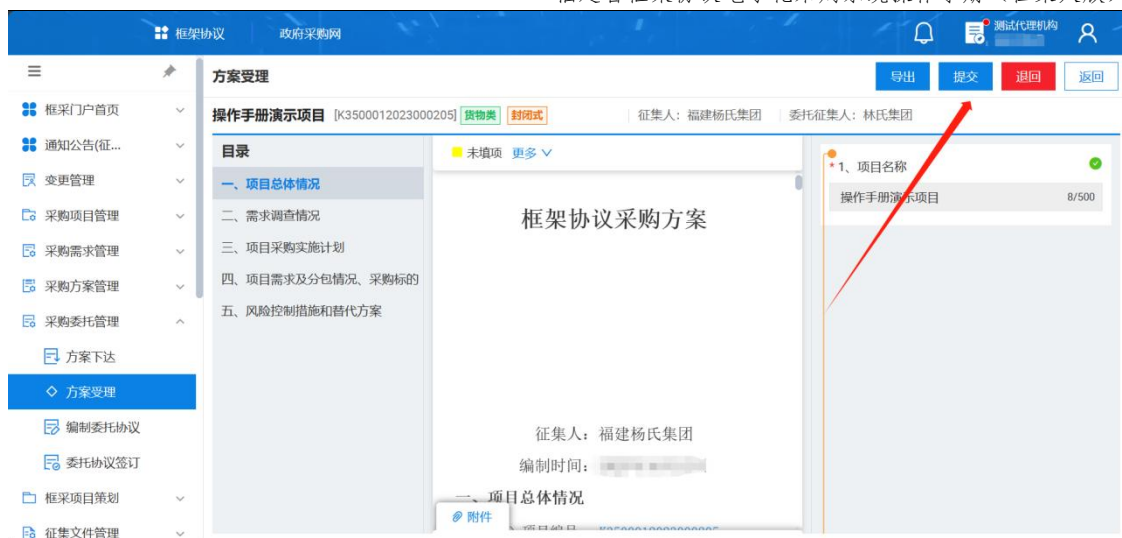 框架协议 政府采购网 测试代理机构
方案受理 导出 提交 退回 返回
操作手册演示项目 [K3500012023000205] 货物类 封闭式 征集人：福建杨氏集团 委托征集人：林氏集团
框采门户首页
通知公告(征...
变更管理
采购项目管理
采购需求管理
采购方案管理
采购委托管理
方案下达
方案受理
编制委托协议
委托协议签订
框采项目策划
征集文件管理
目录
一、项目总体情况
二、需求调查情况
三、项目采购实施计划
四、项目需求及分包情况、采购标的
五、风险控制措施和替代方案
未填项 更多
框架协议采购方案
征集人：福建杨氏集团
编制时间：
一、项目总体情况
附件
*1、项目名称
操作手册演示项目 8/500